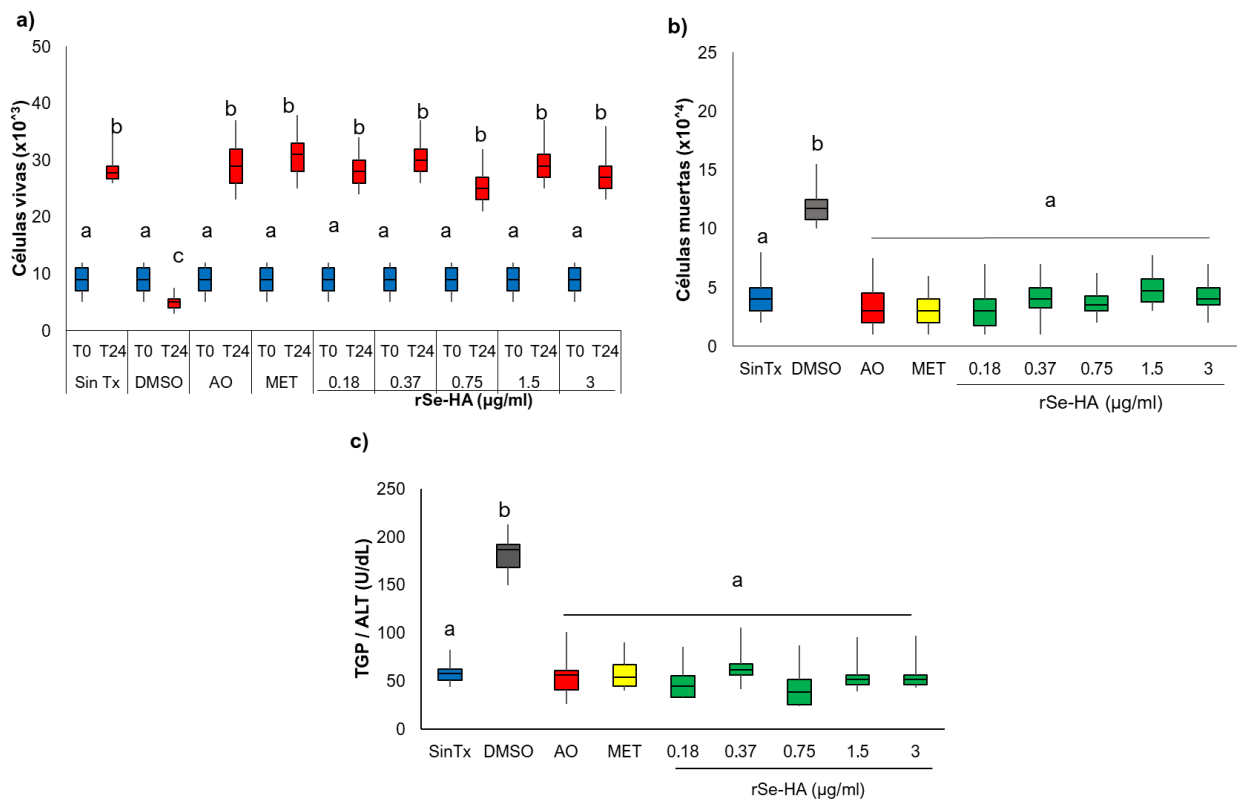 a)
Células vivas (x10^3)
50
40
30
20
10
0
b b b b b b b b
a a a a a a a a a
c
T0 T24 T0 T24 T0 T24 T0 T24 T0 T24 T0 T24 T0 T24 T0 T24 T0 T24
Sin Tx DMSO AO MET 0.18 0.37 0.75 1.5 3
rSe-HA (µg/ml)
b)
Células muertas (x10^4)
25
20
15
10
5
0
b
a a
SinTx DMSO AO MET 0.18 0.37 0.75 1.5 3
rSe-HA (µg/ml)
c)
TGP / ALT (U/dL)
250
200
150
100
50
0
b
a a
SinTx DMSO AO MET 0.18 0.37 0.75 1.5 3
rSe-HA (µg/ml)